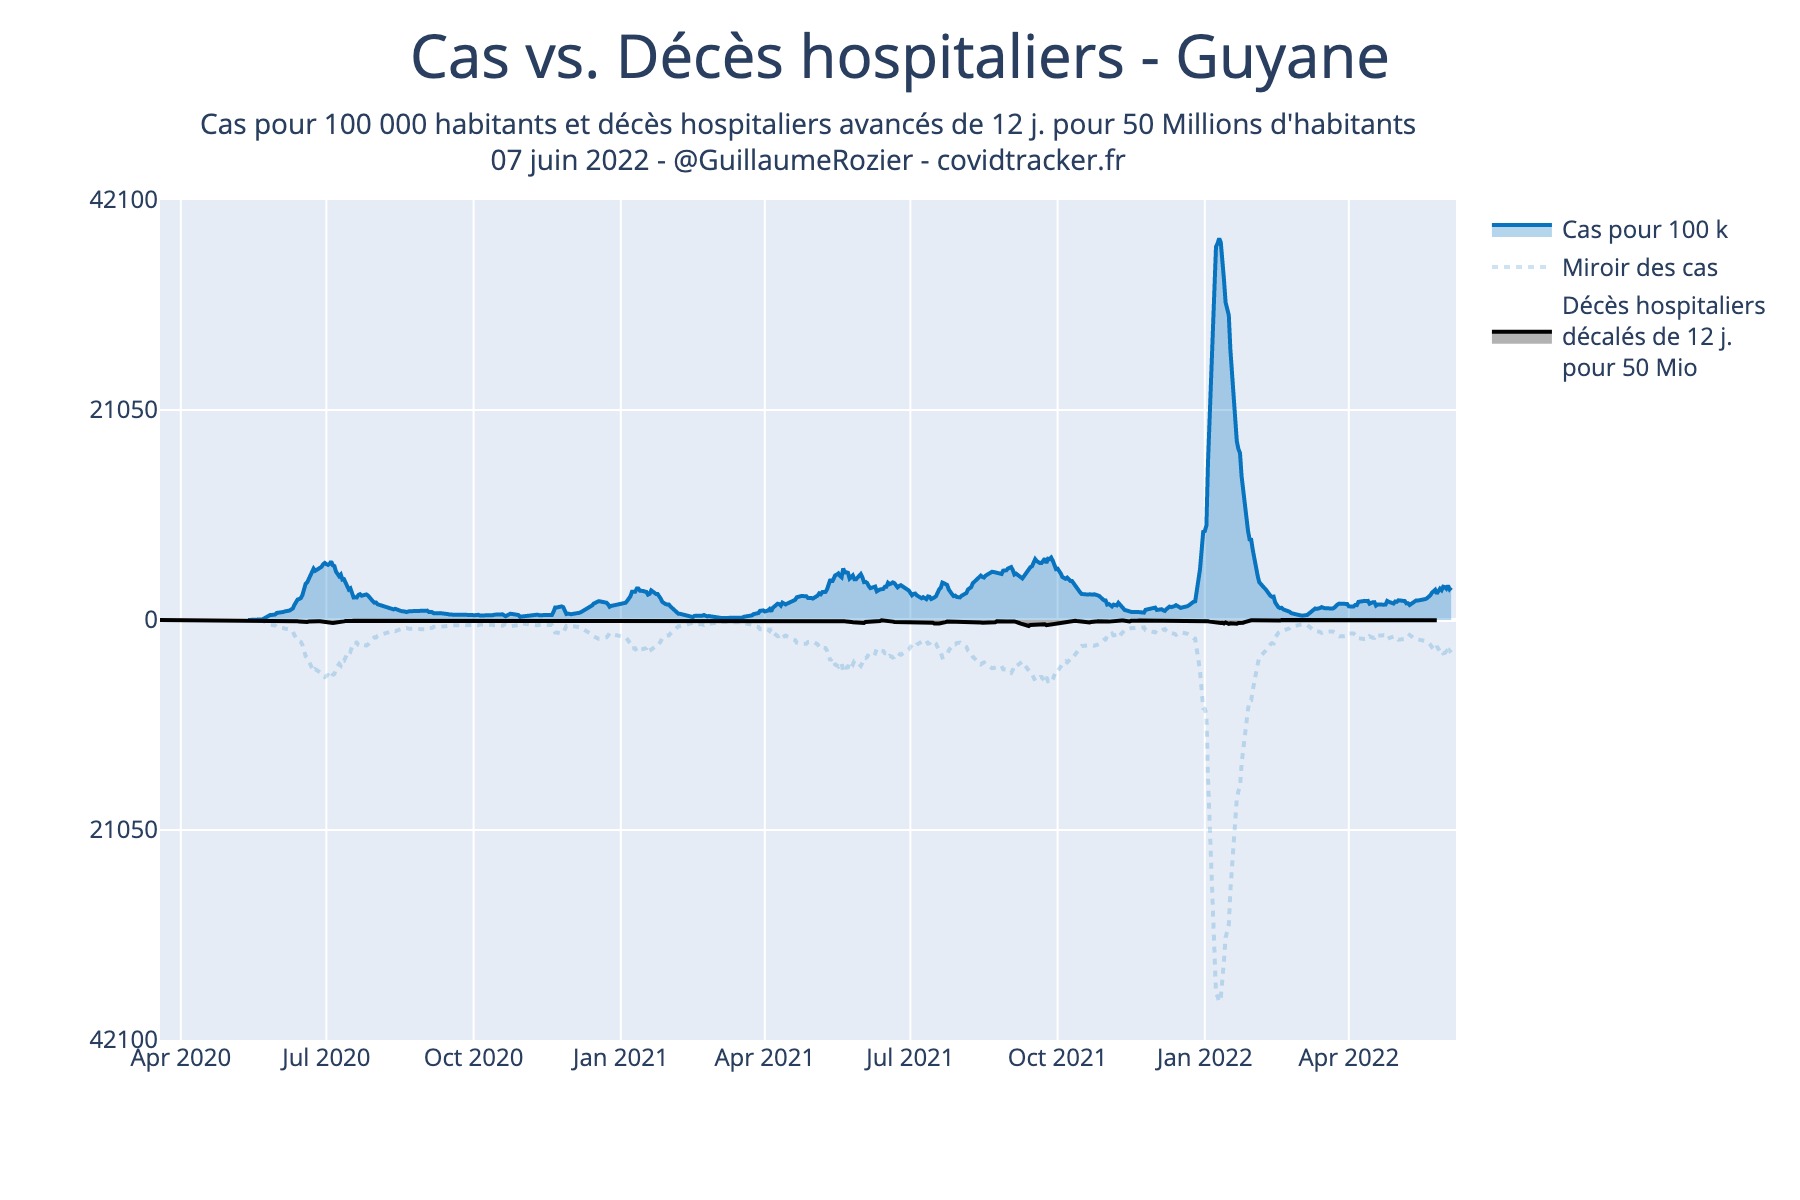 Cas vs. Décès hospitaliers - Guyane
Cas pour 100 000 habitants et décès hospitaliers avancés de 12 j. pour 50 Millions d'habitants
07 juin 2022 - @GuillaumeRozier - covidtracker.fr
42100
21050
0
21050
42100
Apr 2020
Jul 2020
Oct 2020
Jan 2021
Apr 2021
Jul 2021
Oct 2021
Jan 2022
Apr 2022
Cas pour 100 k
Miroir des cas
Décès hospitaliers
décalés de 12 j.
pour 50 Mio